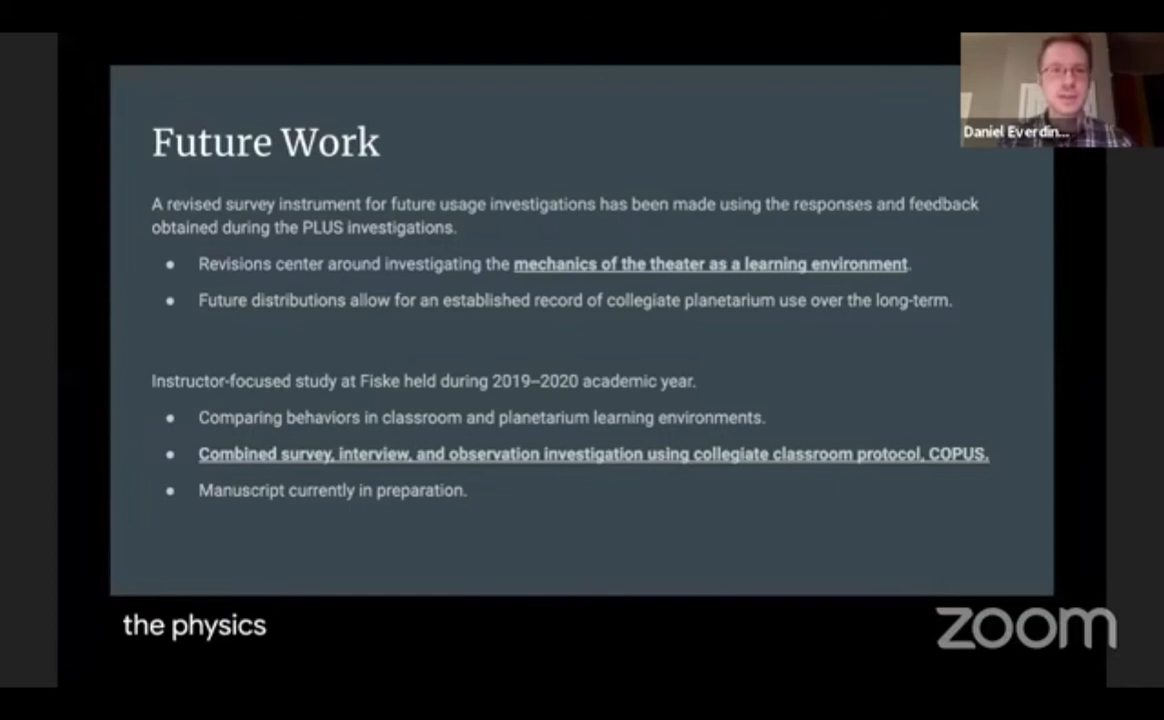 Daniel Everdin...
Future Work
A revised survey instrument for future usage investigations has been made using the responses and feedback
obtained during the PLUS investigations.
• Revisions center around investigating the mechanics of the theater as a learning environment.
• Future distributions allow for an established record of collegiate planetarium use over the long-term.
Instructor-focused study at Fiske held during 2019–2020 academic year.
• Comparing behaviors in classroom and planetarium learning environments.
• Combined survey, interview, and observation investigation using collegiate classroom protocol, COPUS.
• Manuscript currently in preparation.
the physics
zoom